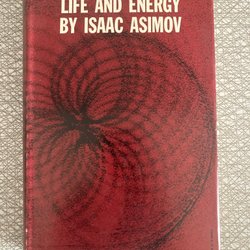 LIFE AND ENERGY
BY ISAAC ASIMOV